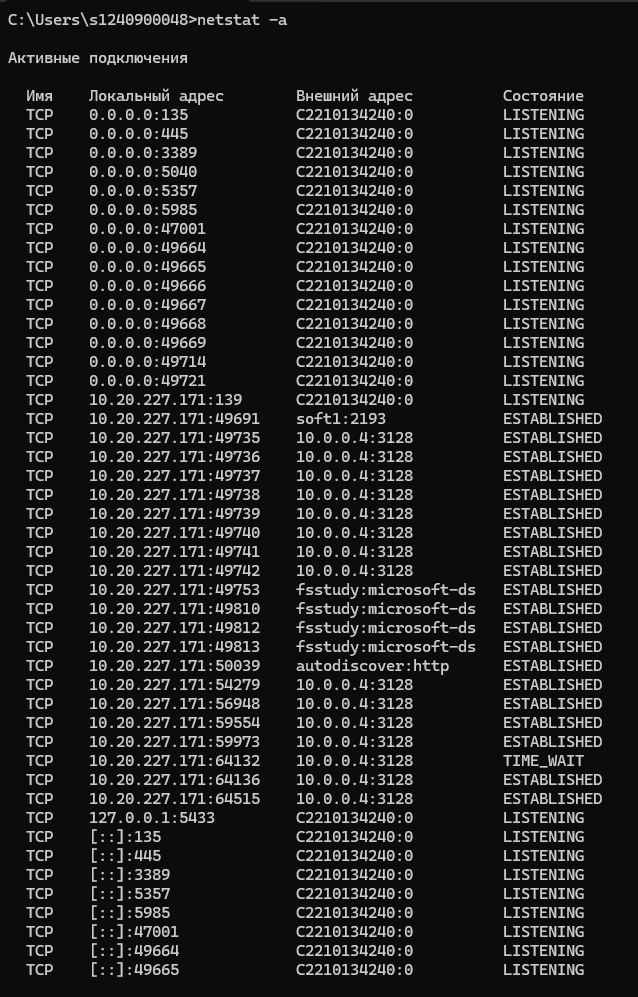 C:\Users\s1240900048>netstat -a
Активные подключения
Имя Локальный адрес Внешний адрес Состояние
TCP 0.0.0.0:135 C2210134240:0 LISTENING
TCP 0.0.0.0:445 C2210134240:0 LISTENING
TCP 0.0.0.0:3389 C2210134240:0 LISTENING
TCP 0.0.0.0:5040 C2210134240:0 LISTENING
TCP 0.0.0.0:5357 C2210134240:0 LISTENING
TCP 0.0.0.0:5985 C2210134240:0 LISTENING
TCP 0.0.0.0:47001 C2210134240:0 LISTENING
TCP 0.0.0.0:49664 C2210134240:0 LISTENING
TCP 0.0.0.0:49665 C2210134240:0 LISTENING
TCP 0.0.0.0:49666 C2210134240:0 LISTENING
TCP 0.0.0.0:49667 C2210134240:0 LISTENING
TCP 0.0.0.0:49668 C2210134240:0 LISTENING
TCP 0.0.0.0:49669 C2210134240:0 LISTENING
TCP 0.0.0.0:49714 C2210134240:0 LISTENING
TCP 0.0.0.0:49721 C2210134240:0 LISTENING
TCP 10.20.227.171:139 C2210134240:0 LISTENING
TCP 10.20.227.171:49691 soft1:2193 ESTABLISHED
TCP 10.20.227.171:49735 10.0.0.4:3128 ESTABLISHED
TCP 10.20.227.171:49736 10.0.0.4:3128 ESTABLISHED
TCP 10.20.227.171:49737 10.0.0.4:3128 ESTABLISHED
TCP 10.20.227.171:49738 10.0.0.4:3128 ESTABLISHED
TCP 10.20.227.171:49739 10.0.0.4:3128 ESTABLISHED
TCP 10.20.227.171:49740 10.0.0.4:3128 ESTABLISHED
TCP 10.20.227.171:49741 10.0.0.4:3128 ESTABLISHED
TCP 10.20.227.171:49742 10.0.0.4:3128 ESTABLISHED
TCP 10.20.227.171:49753 fsstudy:microsoft-ds ESTABLISHED
TCP 10.20.227.171:49810 fsstudy:microsoft-ds ESTABLISHED
TCP 10.20.227.171:49812 fsstudy:microsoft-ds ESTABLISHED
TCP 10.20.227.171:49813 fsstudy:microsoft-ds ESTABLISHED
TCP 10.20.227.171:50039 autodiscover:http ESTABLISHED
TCP 10.20.227.171:54279 10.0.0.4:3128 ESTABLISHED
TCP 10.20.227.171:56948 10.0.0.4:3128 ESTABLISHED
TCP 10.20.227.171:59554 10.0.0.4:3128 ESTABLISHED
TCP 10.20.227.171:59973 10.0.0.4:3128 ESTABLISHED
TCP 10.20.227.171:64132 10.0.0.4:3128 TIME_WAIT
TCP 10.20.227.171:64136 10.0.0.4:3128 ESTABLISHED
TCP 10.20.227.171:64515 10.0.0.4:3128 ESTABLISHED
TCP 127.0.0.1:5433 C2210134240:0 LISTENING
TCP [::]:135 C2210134240:0 LISTENING
TCP [::]:445 C2210134240:0 LISTENING
TCP [::]:3389 C2210134240:0 LISTENING
TCP [::]:5357 C2210134240:0 LISTENING
TCP [::]:5985 C2210134240:0 LISTENING
TCP [::]:47001 C2210134240:0 LISTENING
TCP [::]:49664 C2210134240:0 LISTENING
TCP [::]:49665 C2210134240:0 LISTENING